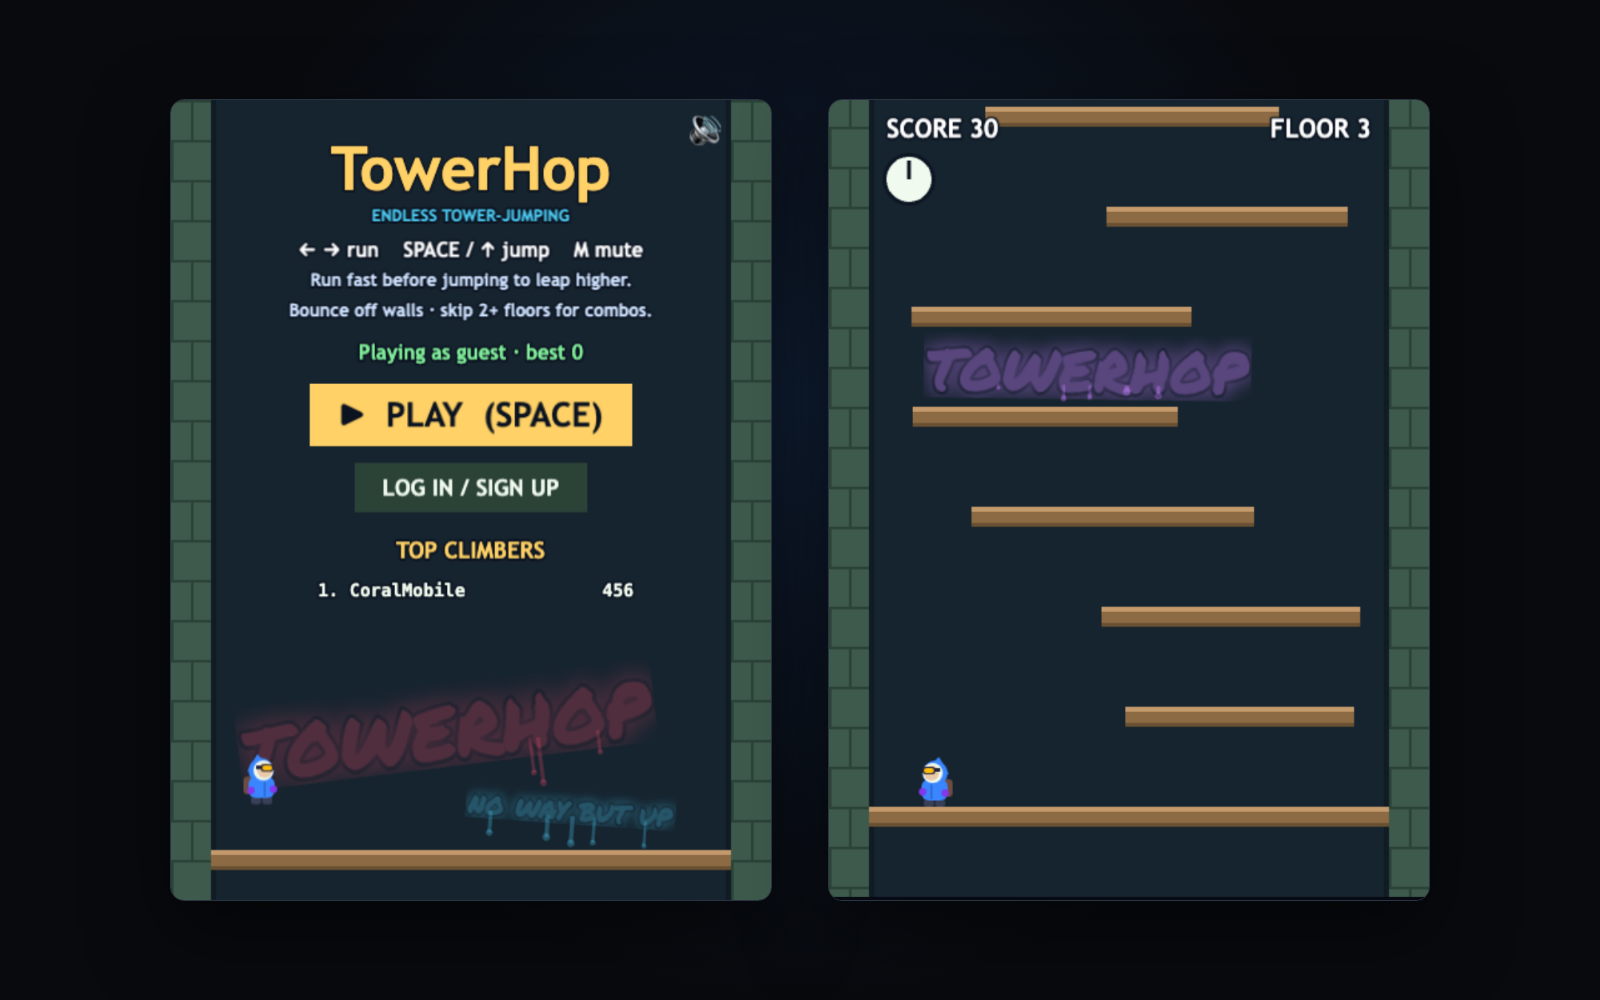 TowerHop
ENDLESS TOWER-JUMPING
← → run SPACE / ↑ jump M mute
Run fast before jumping to leap higher.
Bounce off walls · skip 2+ floors for combos.
Playing as guest · best 0
▶ PLAY (SPACE)
LOG IN / SIGN UP
TOP CLIMBERS
1. CoralMobile 456
TOWERHOP
NO WAY BUT UP
SCORE 30 FLOOR 3
TOWERHOP